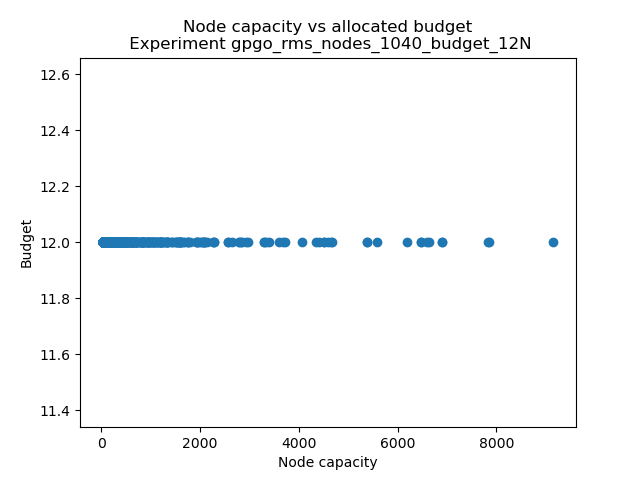 Node capacity vs allocated budget
Experiment gpgo_rms_nodes_1040_budget_12N
12.6
12.4
12.2
12.0
11.8
11.6
11.4
Budget
0 2000 4000 6000 8000
Node capacity